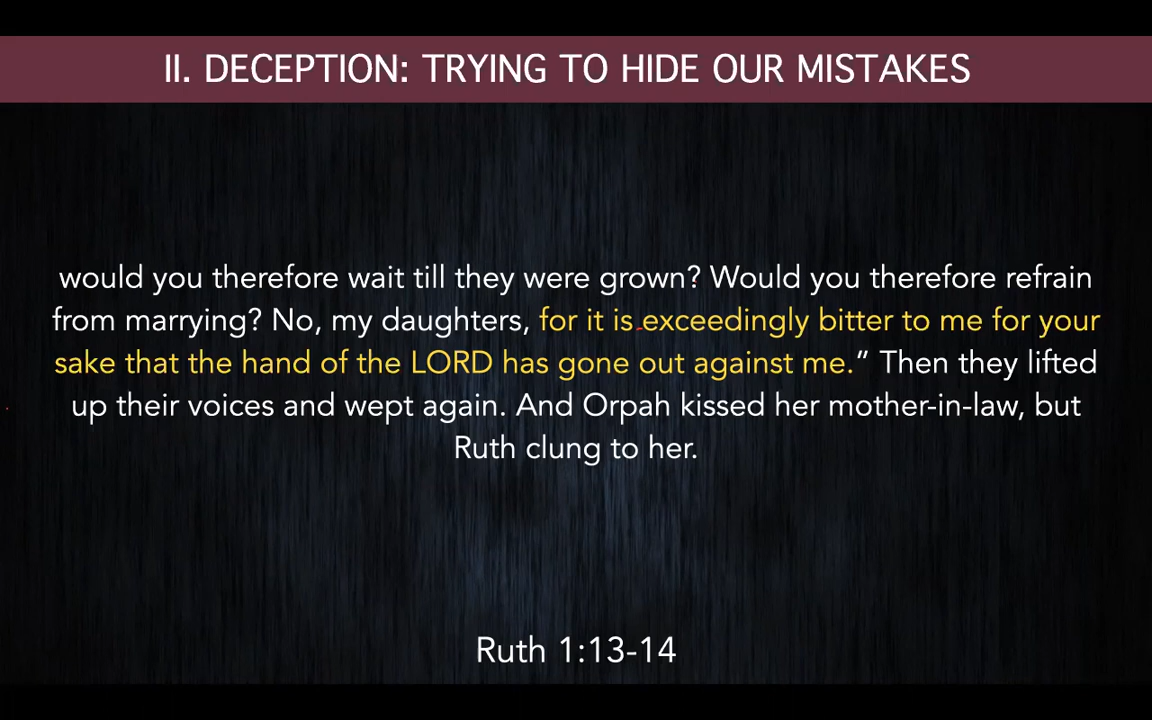 II. DECEPTION: TRYING TO HIDE OUR MISTAKES
would you therefore wait till they were grown? Would you therefore refrain
from marrying? No, my daughters, for it is exceedingly bitter to me for your
sake that the hand of the LORD has gone out against me.” Then they lifted
up their voices and wept again. And Orpah kissed her mother-in-law, but
Ruth clung to her.
Ruth 1:13-14